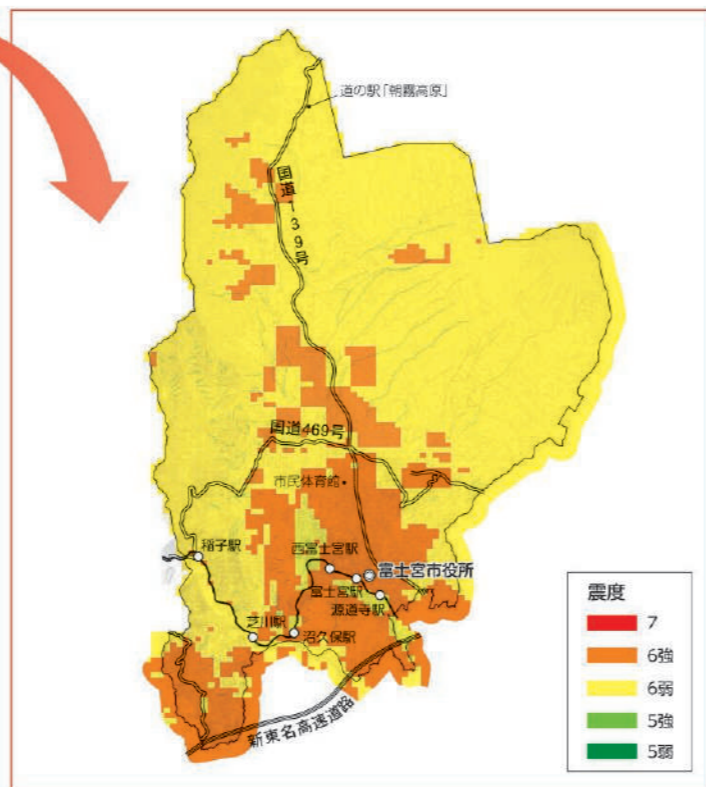 道の駅「朝霧高原」
国道139号
国道469号
市民体育館
稲子駅
西富士宮駅
富士宮市役所
富士宮駅
源道寺駅
芝川駅
沼久保駅
新東名高速道路
震度
7
6強
6弱
5強
5弱